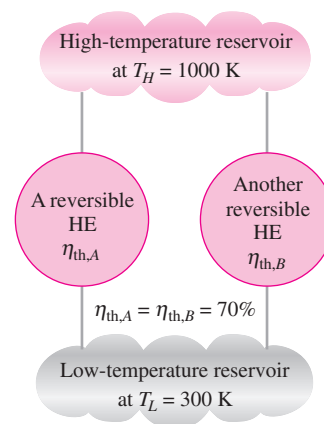 High-temperature reservoir
at T_H = 1000 K
A reversible
HE
η_th,A
Another
reversible
HE
η_th,B
η_th,A = η_th,B = 70%
Low-temperature reservoir
at T_L = 300 K